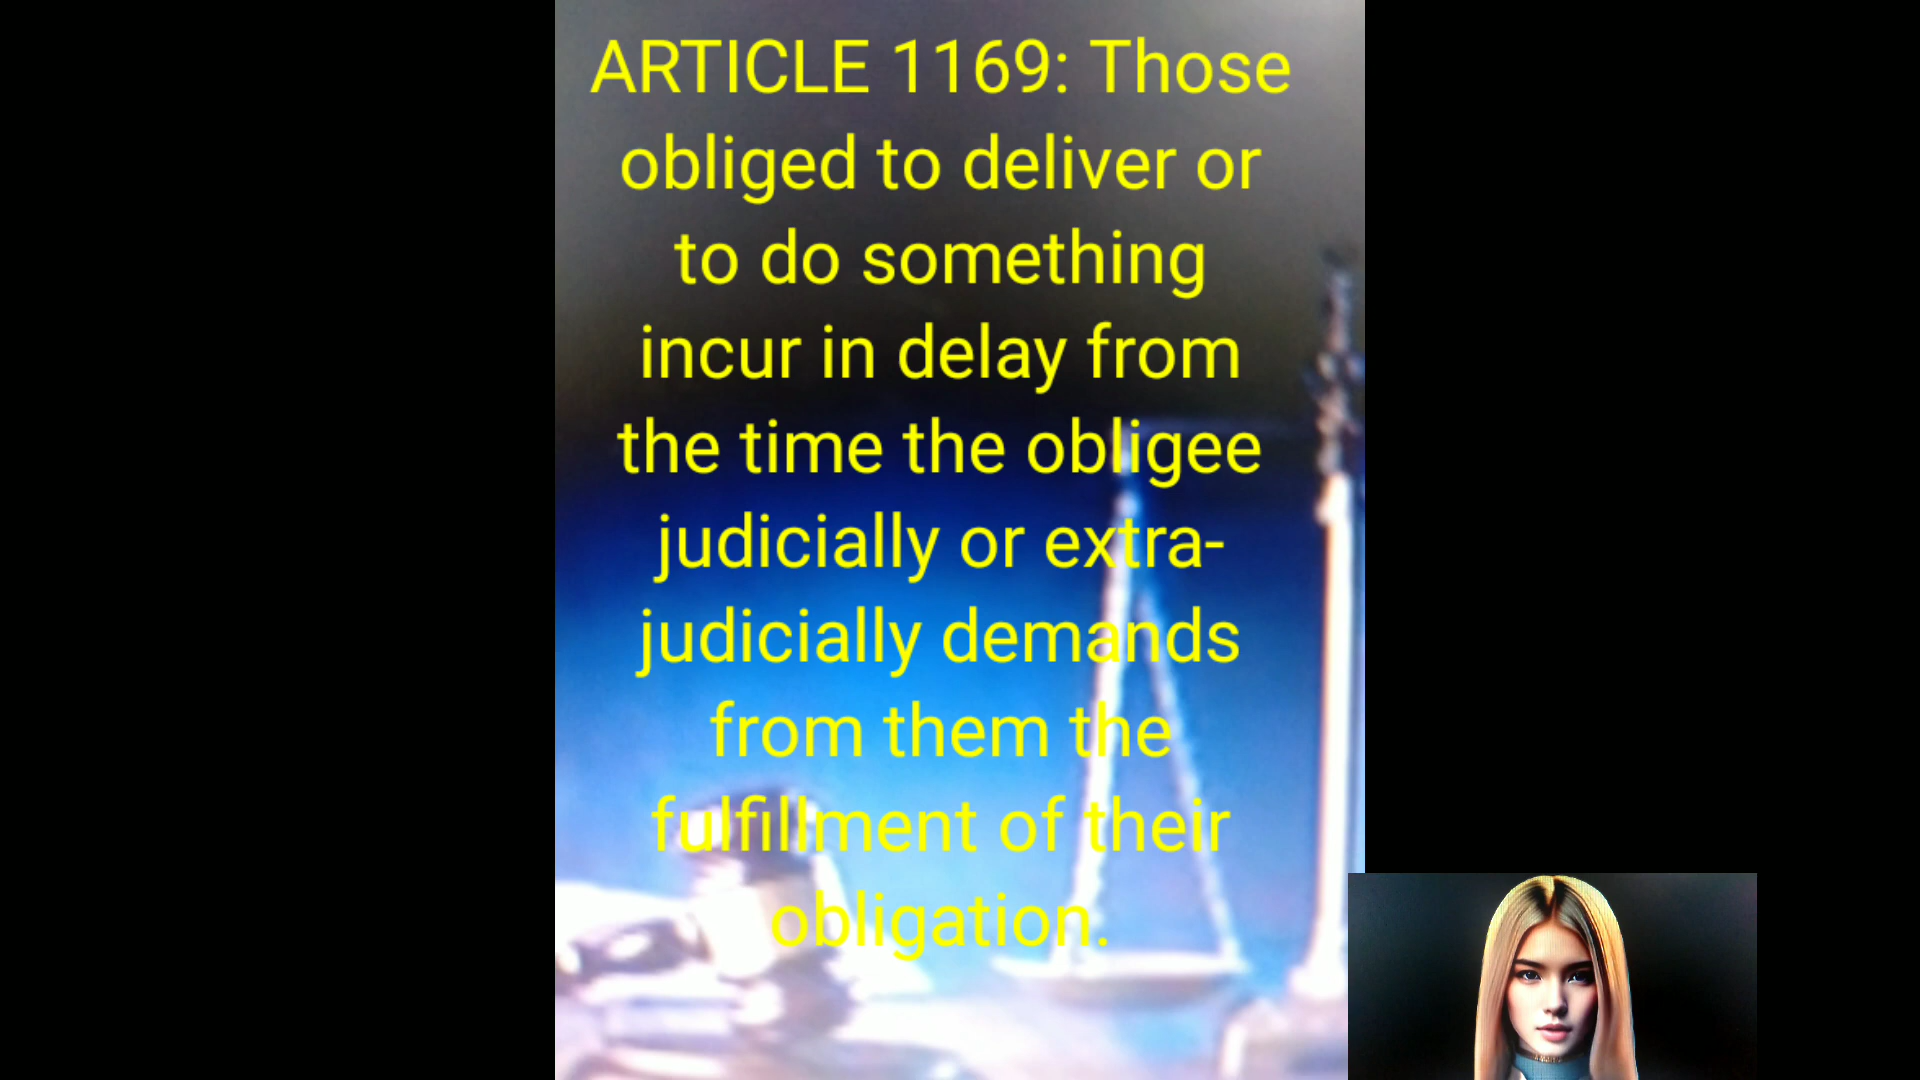 ARTICLE 1169: Those
obliged to deliver or
to do something
incur in delay from
the time the obligee
judicially or extra-
judicially demands
from them the
fulfillment of their
obligation.